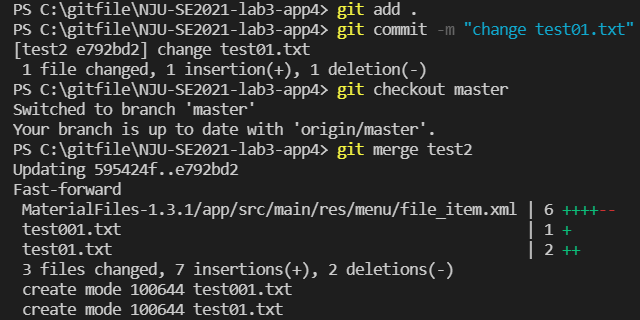 PS C:\gitfile\NJU-SE2021-lab3-app4> git add .
PS C:\gitfile\NJU-SE2021-lab3-app4> git commit -m "change test01.txt"
[test2 e792bd2] change test01.txt
 1 file changed, 1 insertion(+), 1 deletion(-)
PS C:\gitfile\NJU-SE2021-lab3-app4> git checkout master
Switched to branch 'master'
Your branch is up to date with 'origin/master'.
PS C:\gitfile\NJU-SE2021-lab3-app4> git merge test2
Updating 595424f..e792bd2
Fast-forward
 MaterialFiles-1.3.1/app/src/main/res/menu/file_item.xml | 6 ++++--
 test001.txt                                             | 1 +
 test01.txt                                              | 2 ++
 3 files changed, 7 insertions(+), 2 deletions(-)
 create mode 100644 test001.txt
 create mode 100644 test01.txt